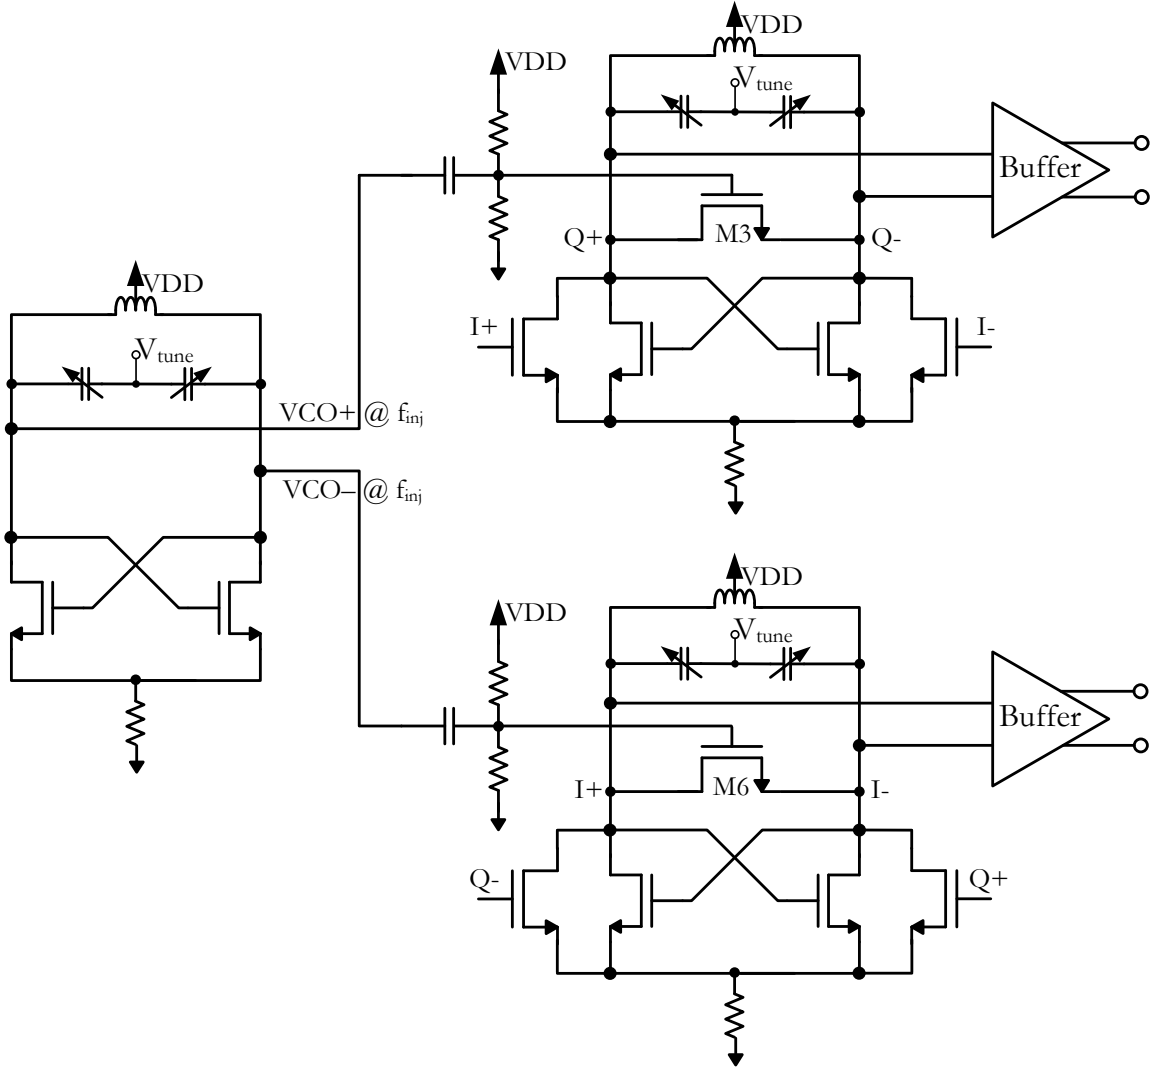 VDD
VDD
Vtune
Buffer
M3
Q+
Q-
I+
I-
VDD
Vtune
VCO+ @ finj
VCO– @ finj
VDD
VDD
Vtune
Buffer
M6
I+
I-
Q-
Q+